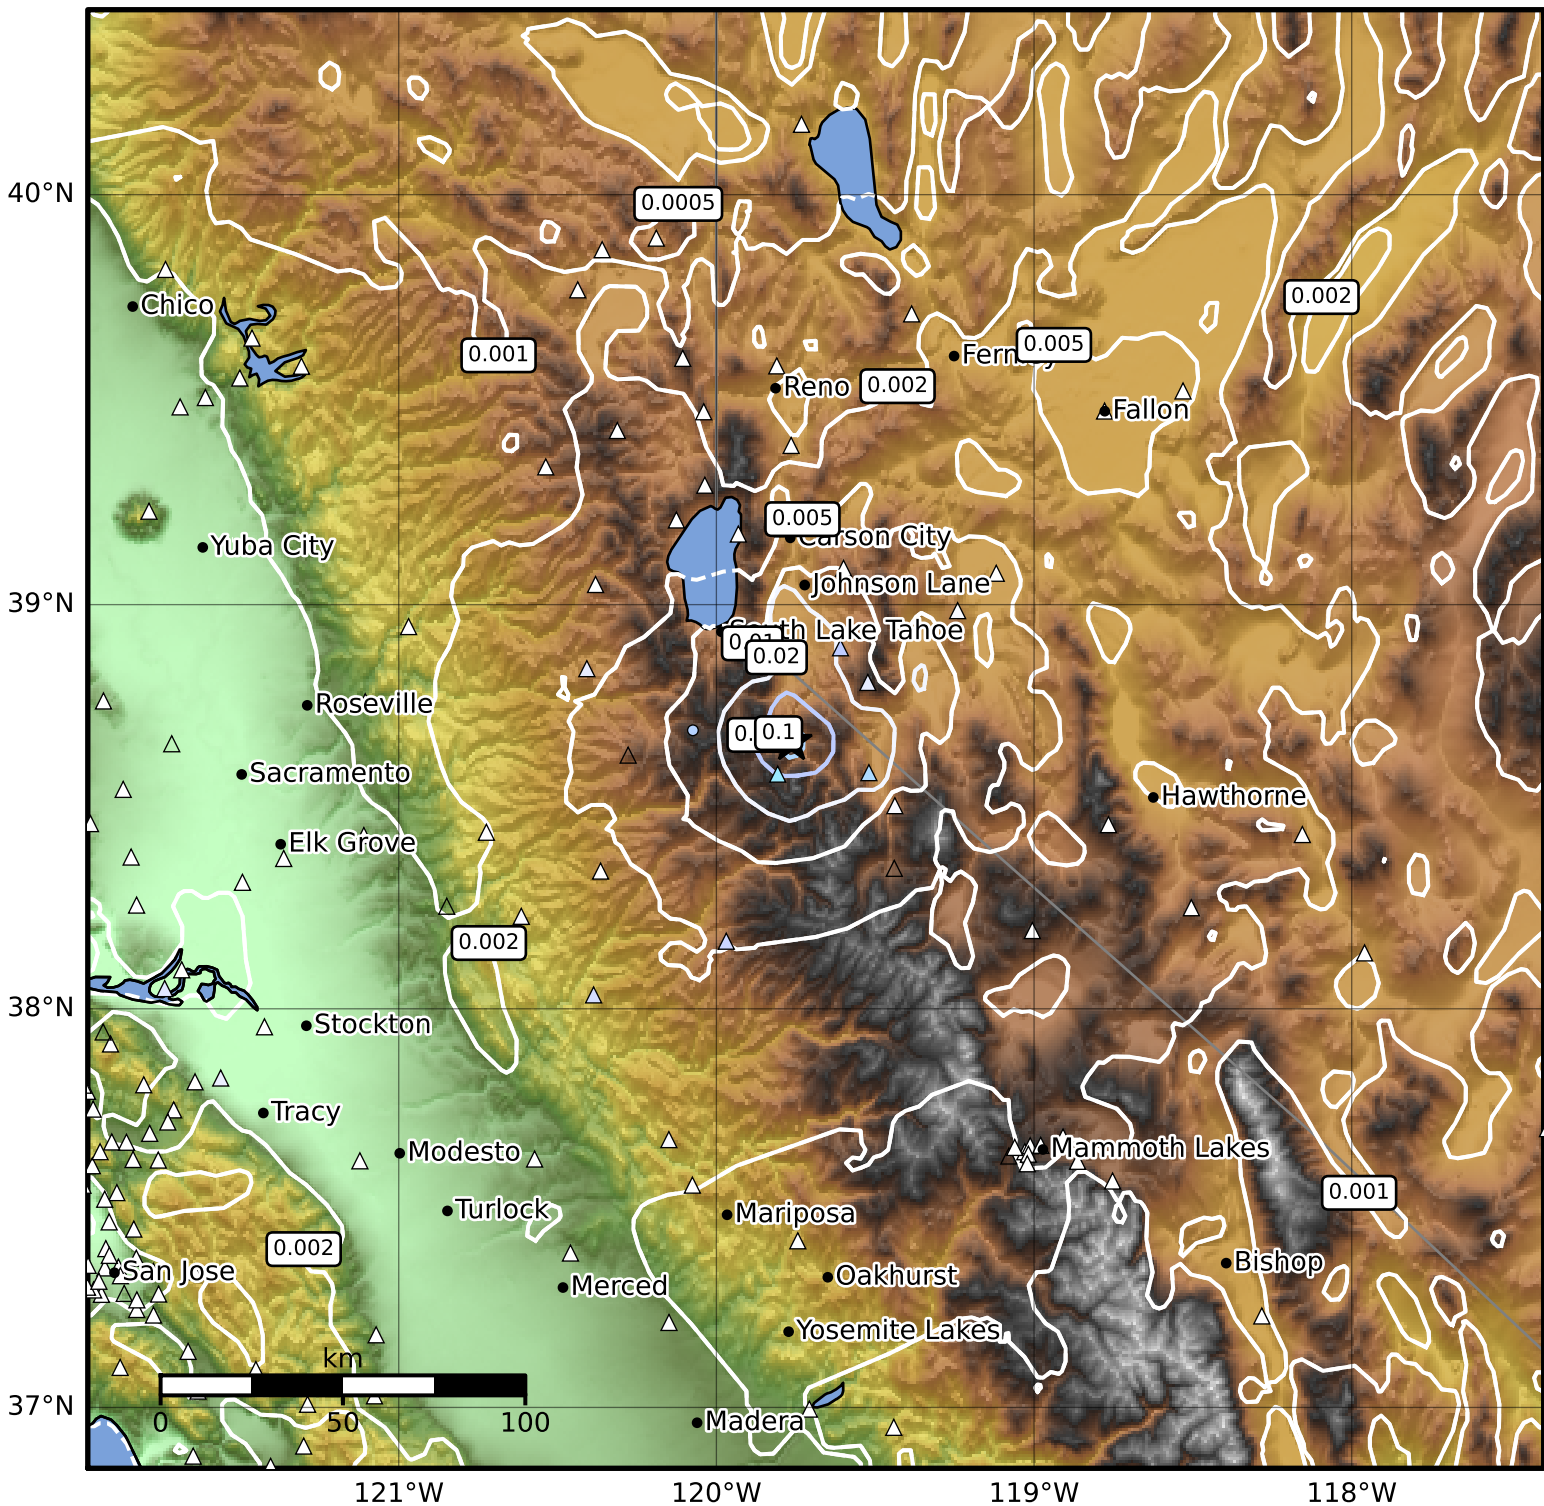 40°N
0.0005
0.002
Chico
0.005
0.001
Fernley
Reno
0.002
Fallon
0.005
Carson City
Yuba City
Johnson Lane
39°N
South Lake Tahoe
0.02
Roseville
0.1
Sacramento
Hawthorne
Elk Grove
0.002
38°N
Stockton
Tracy
Modesto
Mammoth Lakes
0.001
Turlock
Mariposa
0.002
San Jose
Bishop
Merced
Oakhurst
Yosemite Lakes
km
0 50 100
37°N
Madera
121°W 120°W 119°W 118°W